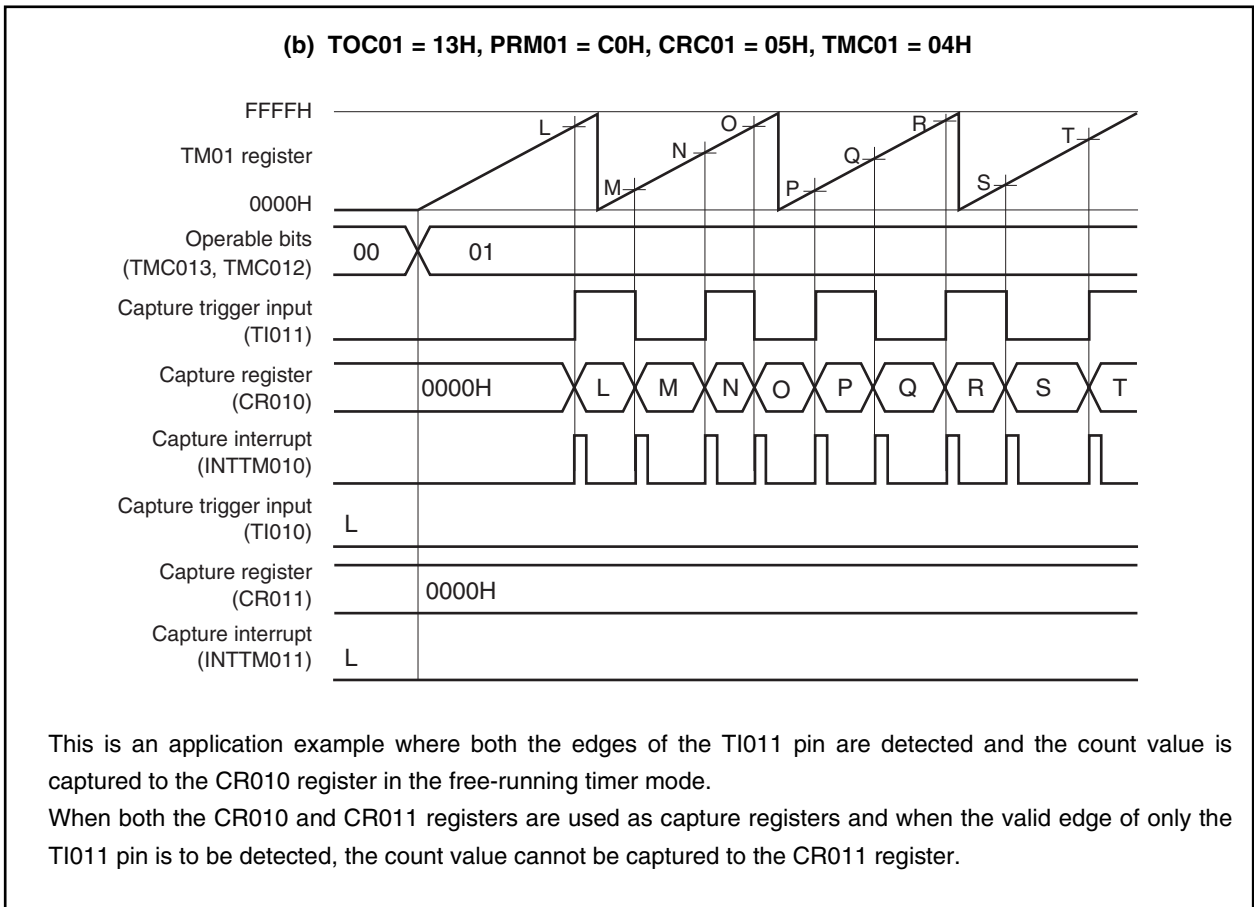 (b) TOC01 = 13H, PRM01 = C0H, CRC01 = 05H, TMC01 = 04H
FFFFH
TM01 register
0000H
L
M
N
O
P
Q
R
S
T
Operable bits
(TMC013, TMC012)
00
01
Capture trigger input
(TI011)
Capture register
(CR010)
0000H
L
M
N
O
P
Q
R
S
T
Capture interrupt
(INTTM010)
Capture trigger input
(TI010)
L
Capture register
(CR011)
0000H
Capture interrupt
(INTTM011)
L
This is an application example where both the edges of the TI011 pin are detected and the count value is
captured to the CR010 register in the free-running timer mode.
When both the CR010 and CR011 registers are used as capture registers and when the valid edge of only the
TI011 pin is to be detected, the count value cannot be captured to the CR011 register.